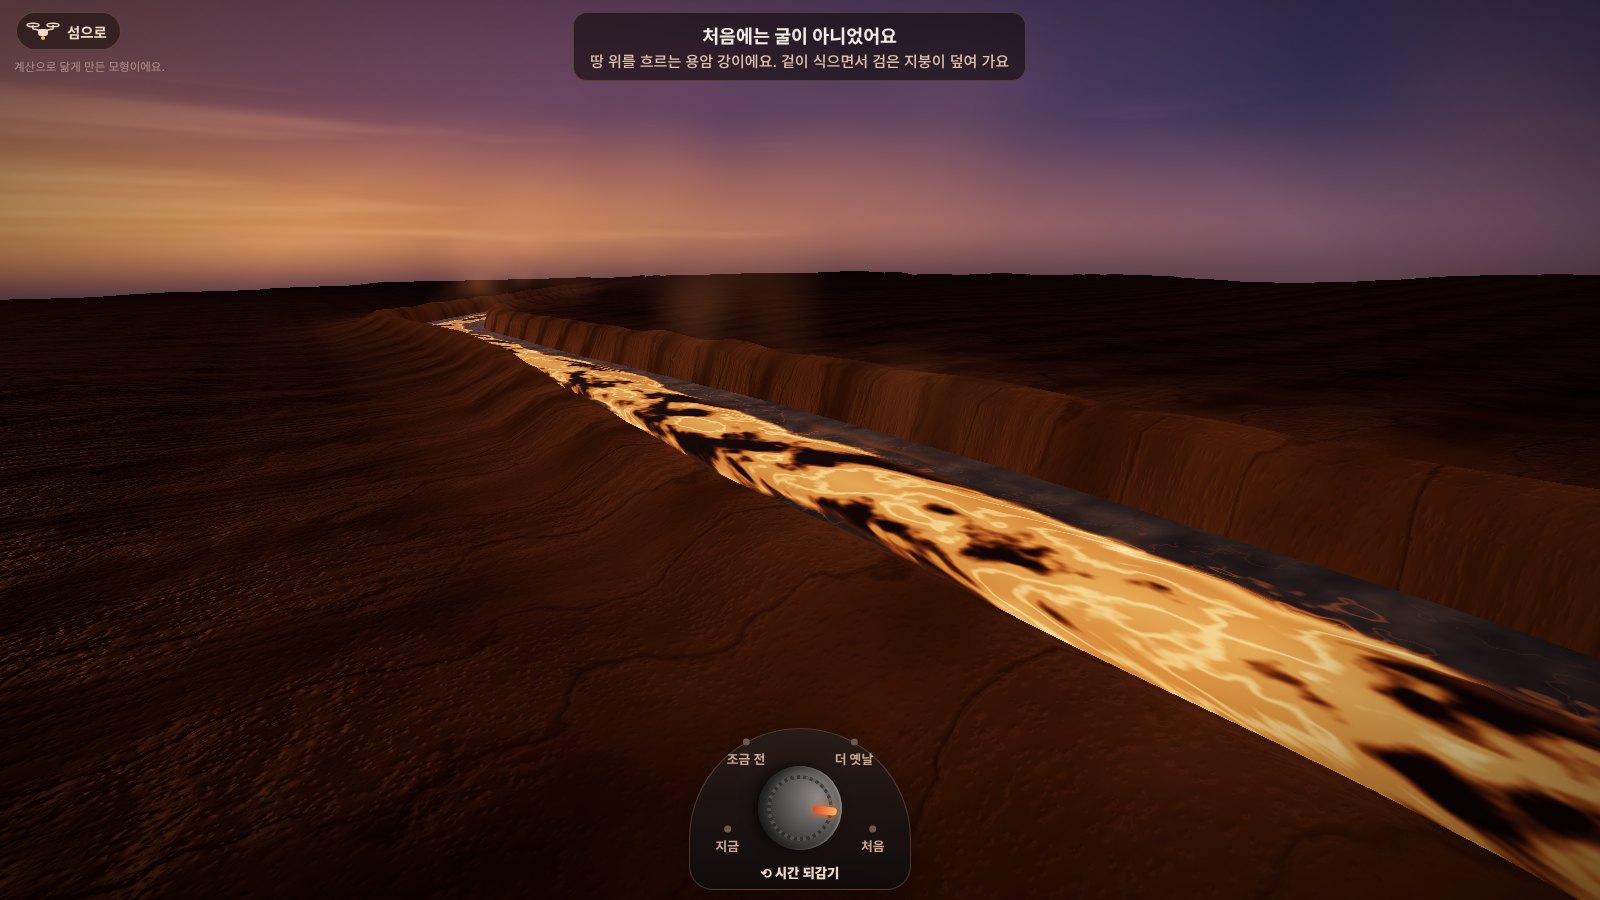 섬으로
계산으로 닮게 만든 모형이에요.
처음에는 굴이 아니었어요
땅 위를 흐르는 용암 강이에요. 겉이 식으면서 검은 지붕이 덮여 가요
조금 전
더 옛날
지금
처음
⟲ 시간 되감기